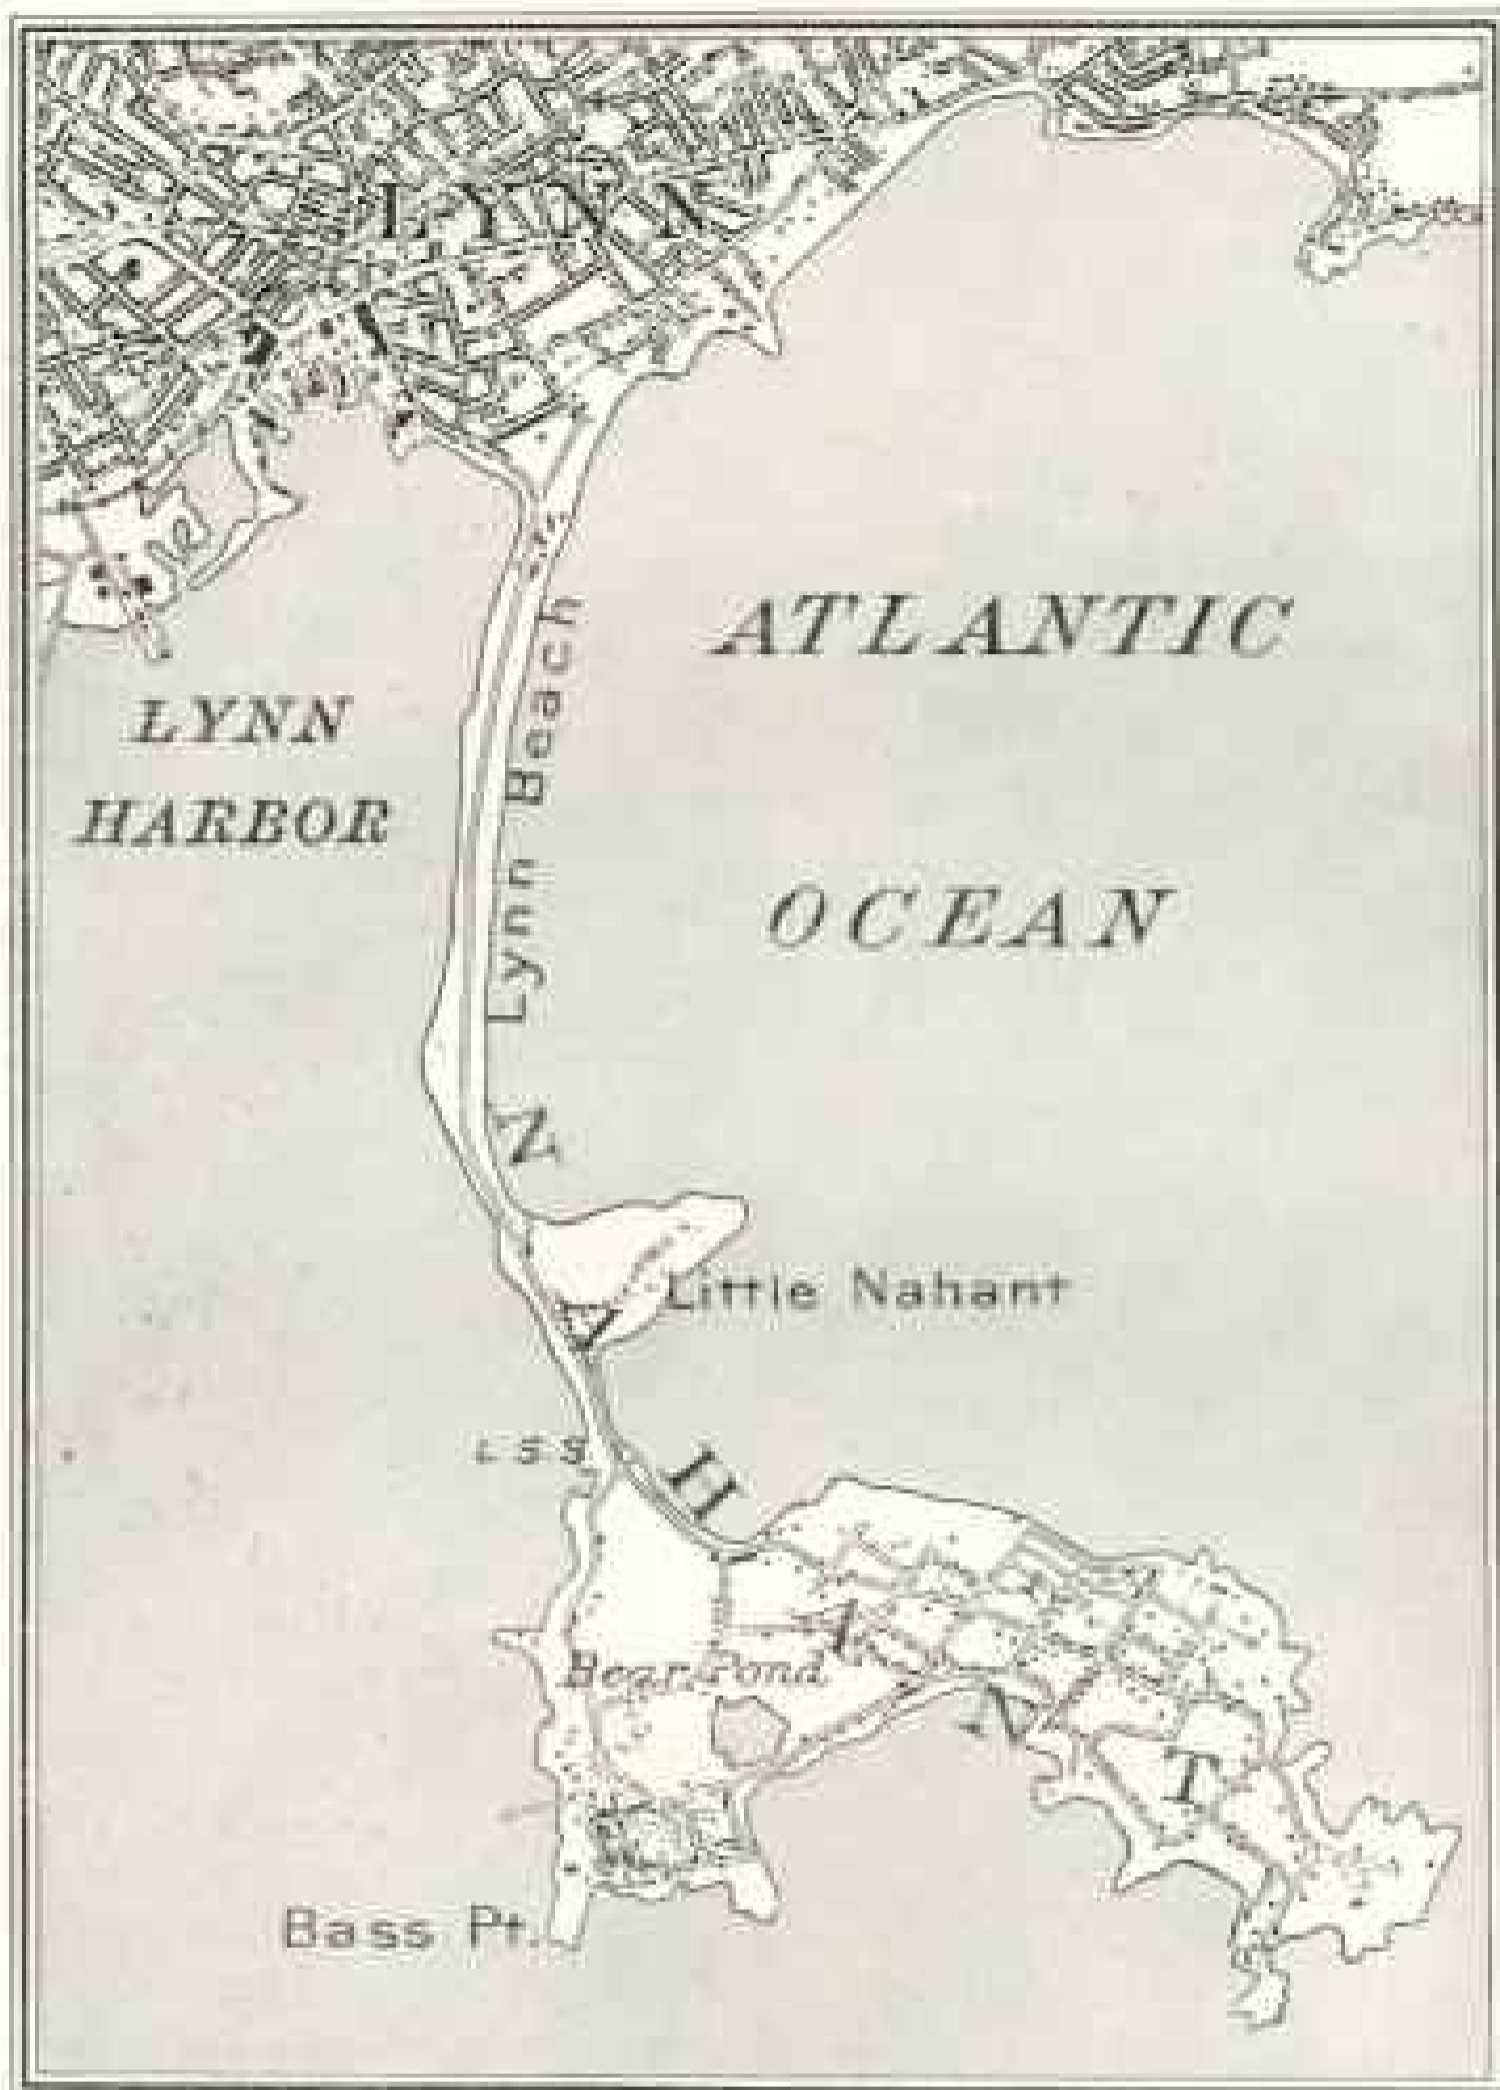 LYNN
ATLANTIC
LYNN
HARBOR
Lynn Beach
OCEAN
NAHANT
Little Nahant
L S S
Bear Pond
Bass Pt.